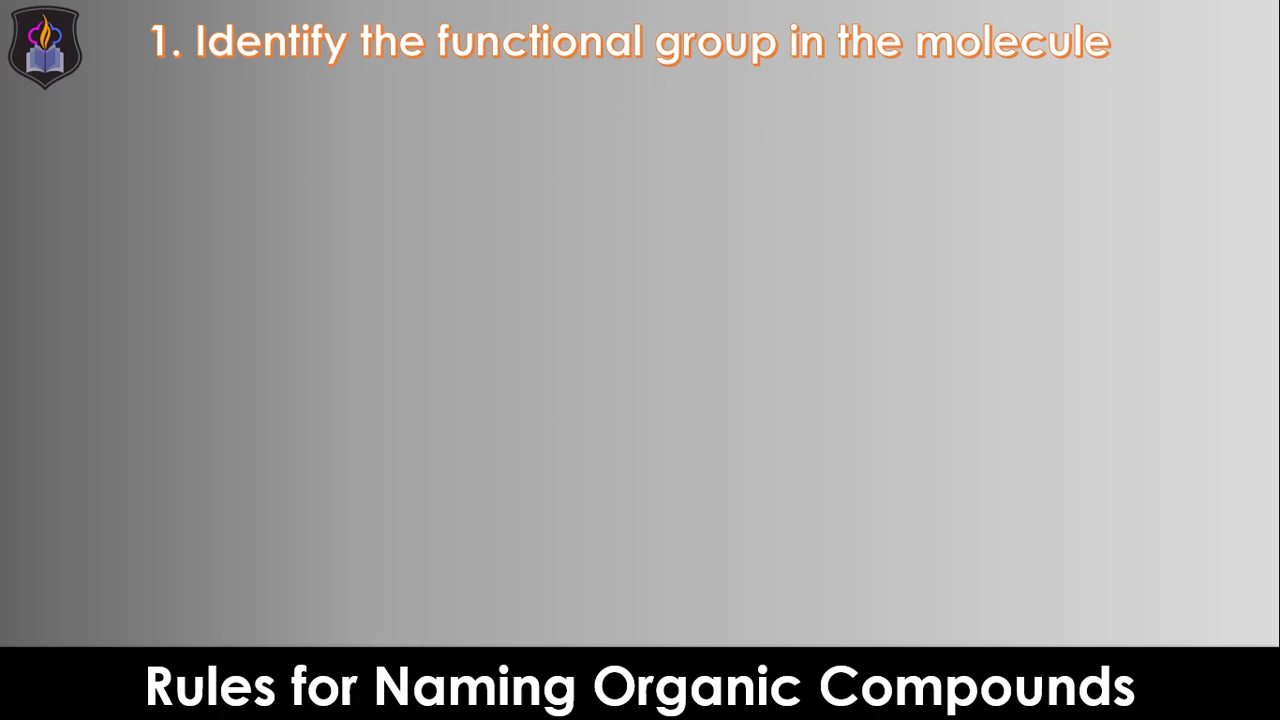 1. Identify the functional group in the molecule
Rules for Naming Organic Compounds